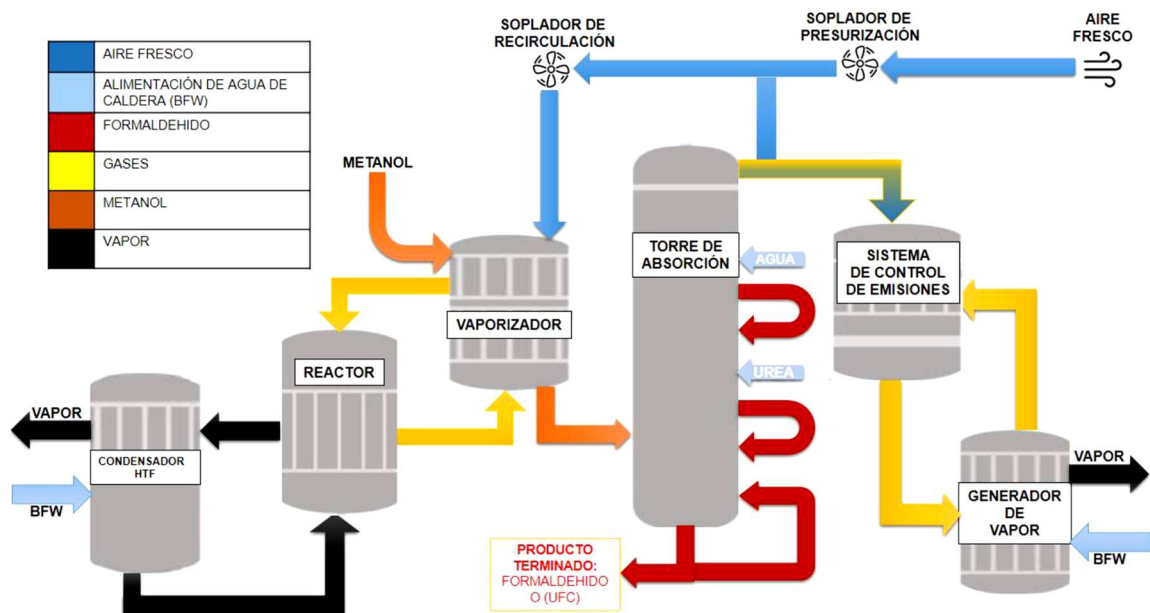 SOPLADOR DE
RECIRCULACIÓN
SOPLADOR DE
PRESURIZACIÓN
AIRE
FRESCO
AIRE FRESCO
ALIMENTACIÓN DE AGUA DE
CALDERA (BFW)
FORMALDEHIDO
GASES
METANOL
VAPOR
METANOL
TORRE DE
ABSORCIÓN
AGUA
SISTEMA
DE CONTROL
DE EMISIONES
VAPORIZADOR
REACTOR
UREA
VAPOR
CONDENSADOR
HTF
BFW
VAPOR
GENERADOR
DE
VAPOR
BFW
PRODUCTO
TERMINADO:
FORMALDEHIDO
O (UFC)